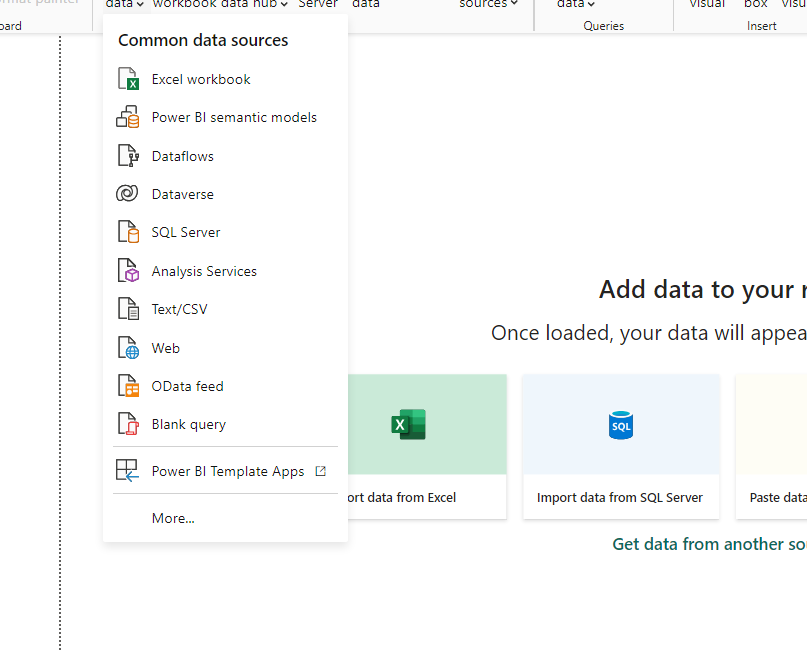 data workbook data hub Server data sources data visual box
Queries Insert
Common data sources
Excel workbook
Power BI semantic models
Dataflows
Dataverse
SQL Server
Analysis Services
Text/CSV
Web
OData feed
Blank query
Power BI Template Apps
More...
Add data to your
Once loaded, your data will appea
X
SQL
ort data from Excel
Import data from SQL Server
Paste data
Get data from another so